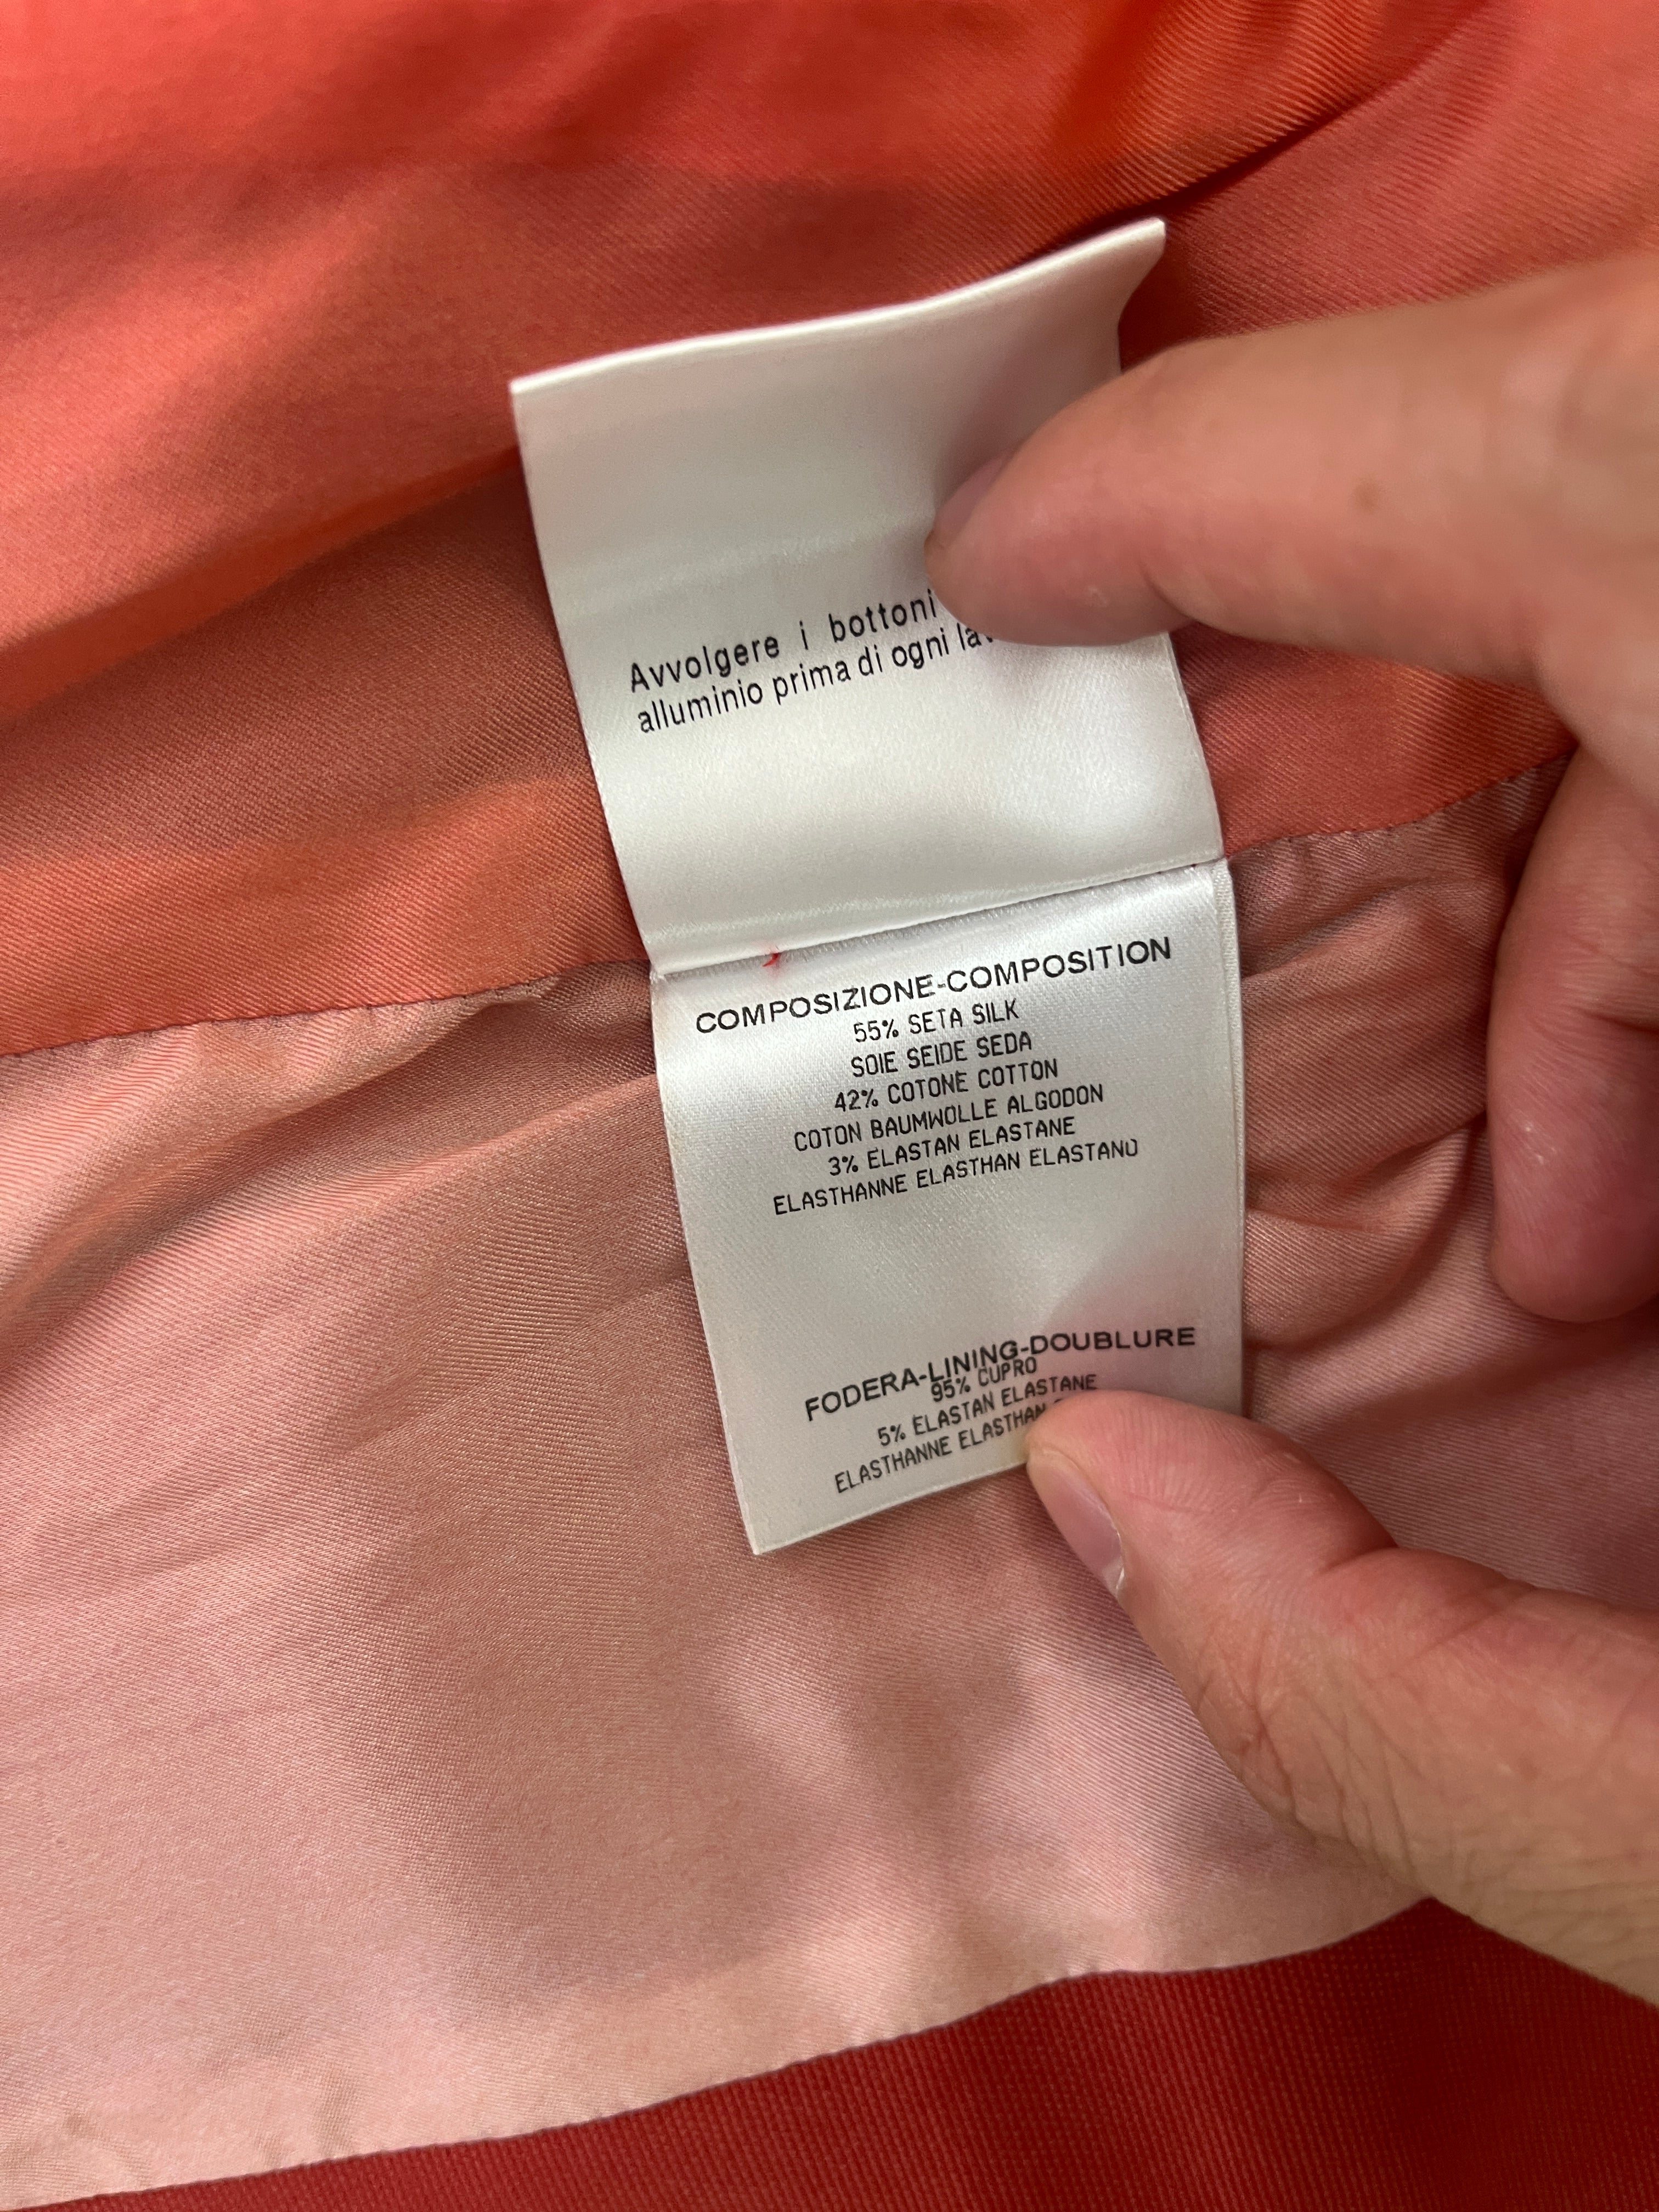 Avvolgere i bottoni
alluminio prima di ogni
COMPOSIZIONE-COMPOSITION
55% SETA SILK
SOIE SEIDE SEDA
42% COTONE COTTON
COTON BAUMWOLLE ALGODON
3% ELASTAN ELASTANE
ELASTHANNE ELASTHAN ELASTANO
FODERA-LINING-DOUBLURE
95% CUPRO
5% ELASTAN ELASTANE
ELASTHANNE ELASTHAN